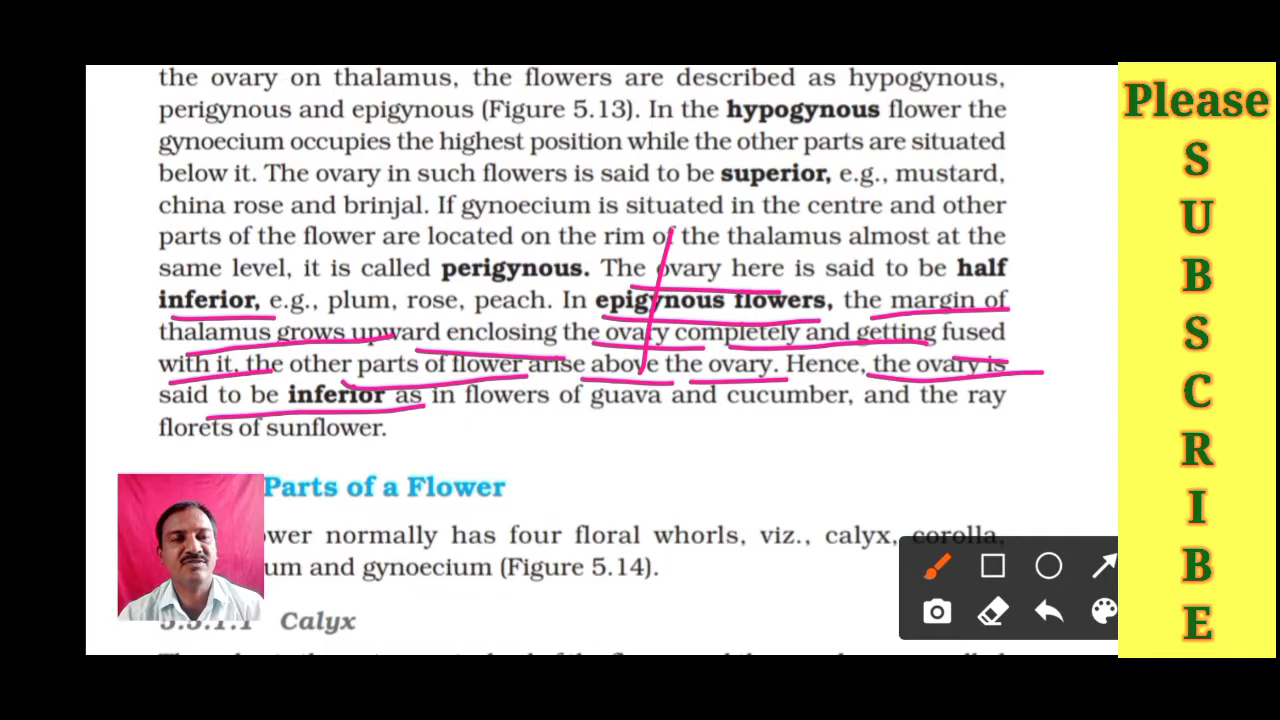 the ovary on thalamus, the flowers are described as hypogynous,
perigynous and epigynous (Figure 5.13). In the hypogynous flower the
gynoecium occupies the highest position while the other parts are situated
below it. The ovary in such flowers is said to be superior, e.g., mustard,
china rose and brinjal. If gynoecium is situated in the centre and other
parts of the flower are located on the rim of the thalamus almost at the
same level, it is called perigynous. The ovary here is said to be half
inferior, e.g., plum, rose, peach. In epigynous flowers, the margin of
thalamus grows upward enclosing the ovary completely and getting fused
with it, the other parts of flower arise above the ovary. Hence, the ovary is
said to be inferior as in flowers of guava and cucumber, and the ray
florets of sunflower.
Parts of a Flower
normally has four floral whorls, viz., calyx, corolla,
and gynoecium (Figure 5.14).
5.5.1.1 Calyx
Please
S
U
B
S
C
R
I
B
E